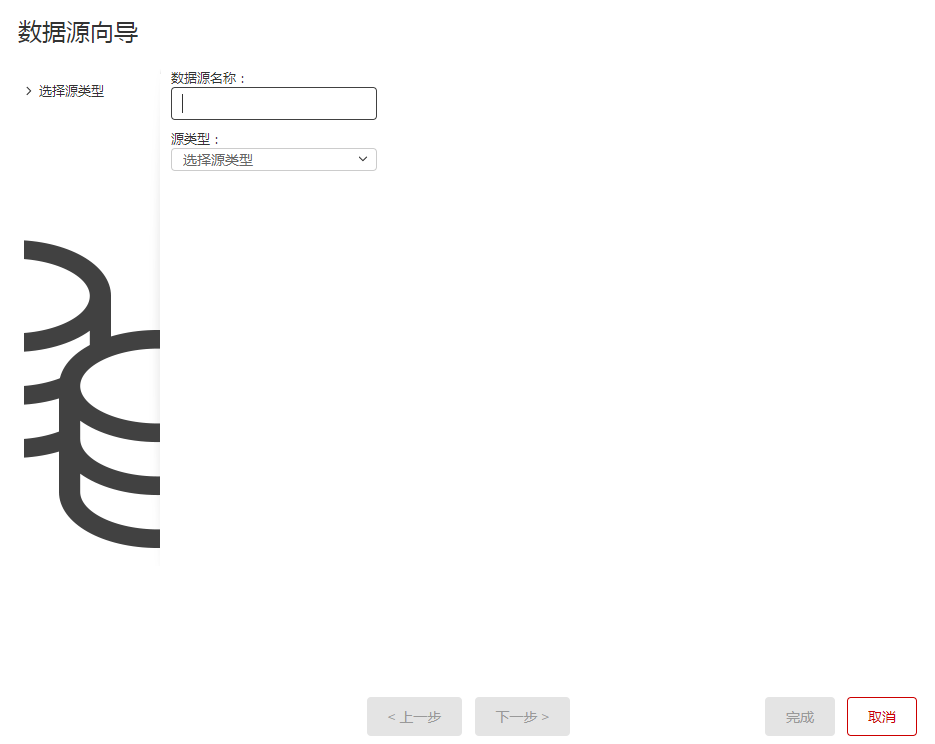 数据源向导
选择源类型
数据源名称：
源类型：
选择源类型
< 上一步
下一步 >
完成
取消